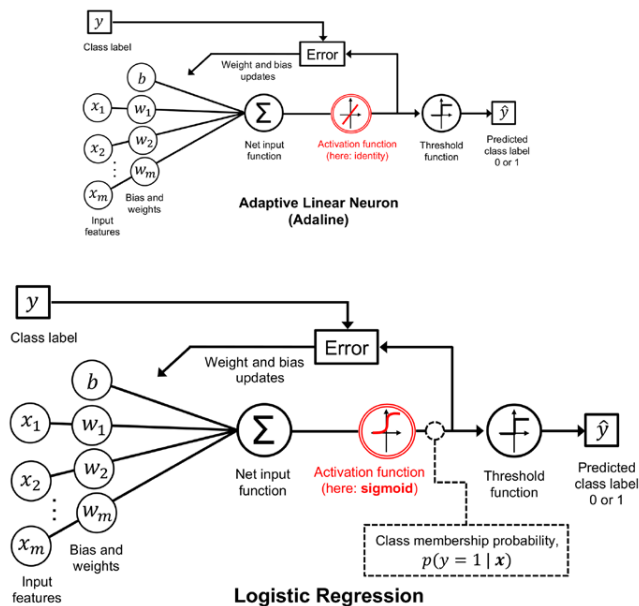 y
Class label
Error
Weight and bias updates
b
x₁
w₁
x₂
w₂
⋮
xₘ
wₘ
Input
features
Bias and
weights
Σ
Net input
function
Activation function
(here: identity)
Threshold
function
ŷ
Predicted
class label
0 or 1
Adaptive Linear Neuron
(Adaline)
y
Class label
Error
Weight and bias
updates
b
x₁
w₁
x₂
w₂
⋮
xₘ
wₘ
Input
features
Bias and
weights
Σ
Net input
function
Activation function
(here: sigmoid)
Threshold
function
ŷ
Predicted
class label
0 or 1
Class membership probability,
p(y = 1 | x)
Logistic Regression